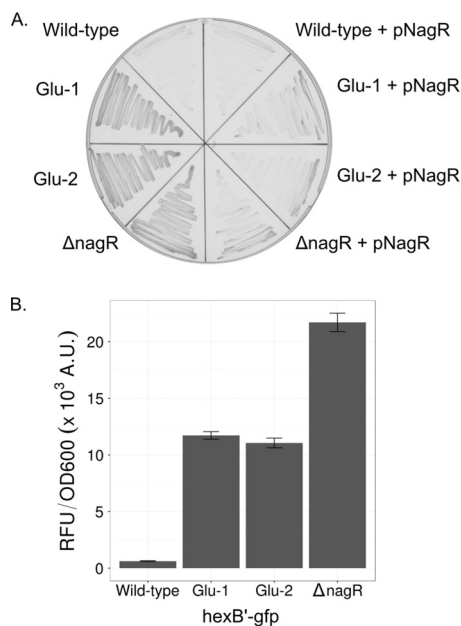 A.
Wild-type
Wild-type + pNagR
Glu-1
Glu-1 + pNagR
Glu-2
Glu-2 + pNagR
ΔnagR
ΔnagR + pNagR
B.
RFU/OD600 (x 10³ A.U.)
20
15
10
5
0
Wild-type Glu-1 Glu-2 ΔnagR
hexB'-gfp